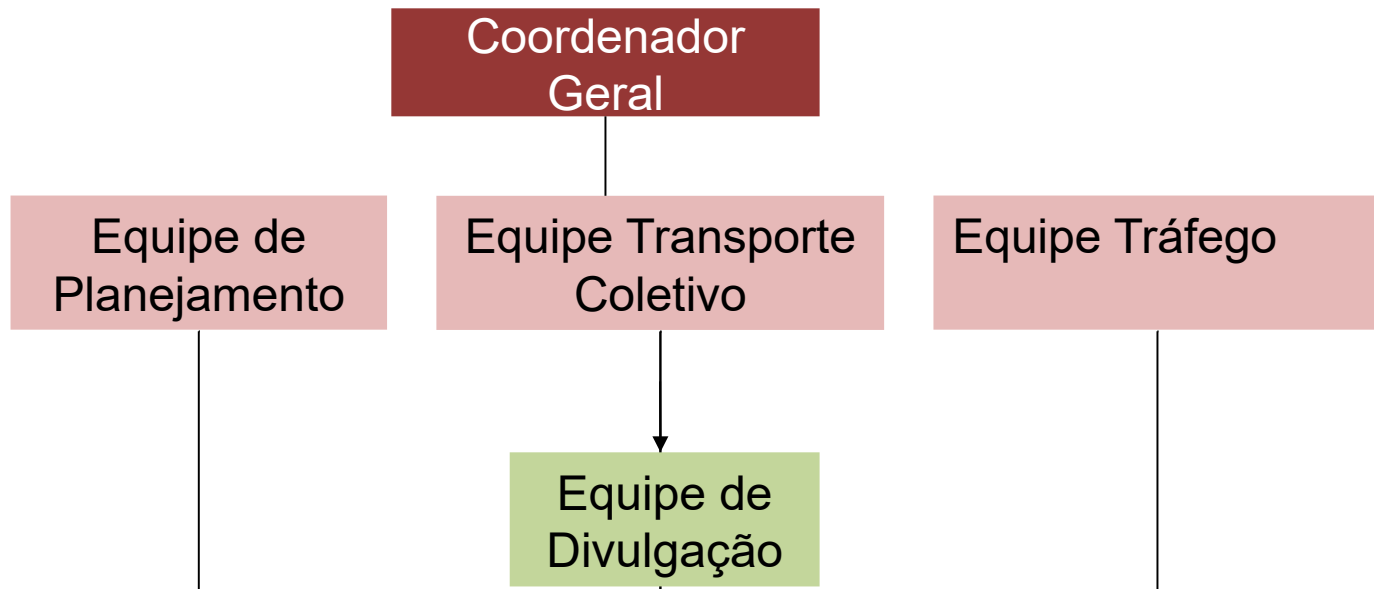 Coordenador
Geral
Equipe de
Planejamento
Equipe Transporte
Coletivo
Equipe Tráfego
Equipe de
Divulgação